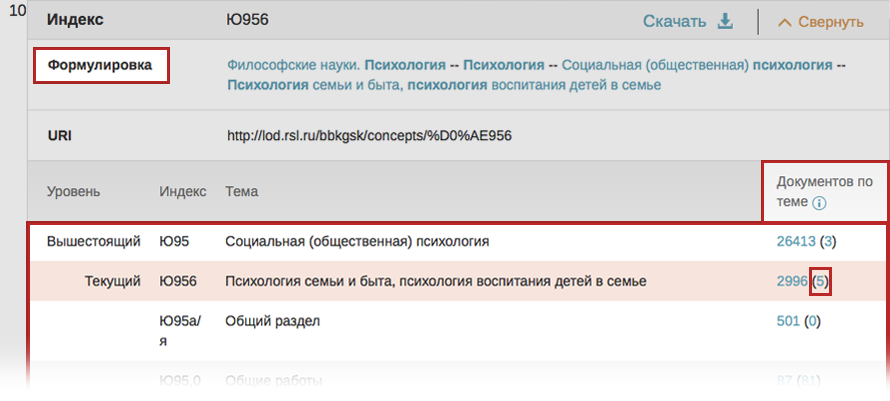 10
Индекс Ю956 Скачать Свернуть
Формулировка Философские науки. Психология -- Психология -- Социальная (общественная) психология --
Психология семьи и быта, психология воспитания детей в семье
URI http://lod.rsl.ru/bbkgsk/concepts/%D0%AE956
Уровень Индекс Тема Документов по
теме
Вышестоящий Ю95 Социальная (общественная) психология 26413 (3)
Текущий Ю956 Психология семьи и быта, психология воспитания детей в семье 2996 (5)
Ю95а/ Общий раздел 501 (0)
я
Ю95.0 Общие работы 87 (81)